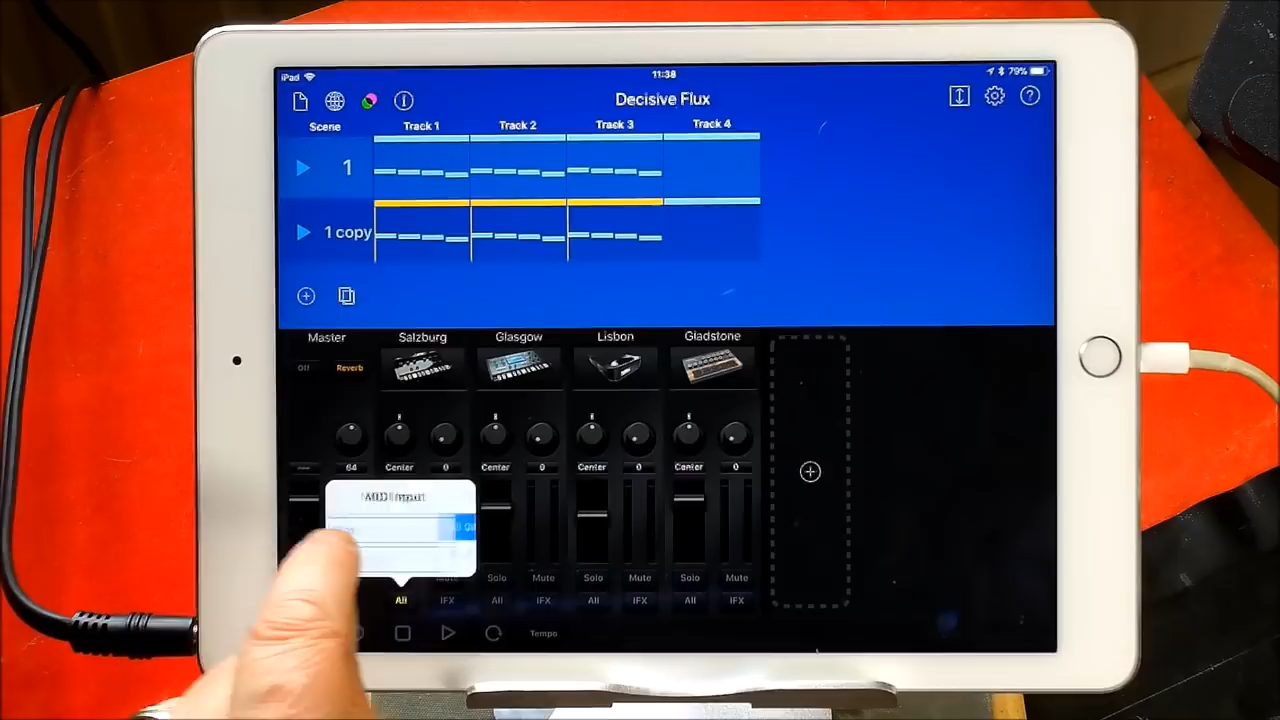 iPad 11:38 79%
Decisive Flux
Scene Track 1 Track 2 Track 3 Track 4
1
1 copy
Master Salzburg Glasgow Lisbon Gladstone
Off Reverb
64 Center 0 Center 0 Center 0 Center 0
MIDI Input
Mute Solo Mute Solo Mute Solo Mute
All IFX All IFX All IFX All IFX
Tempo